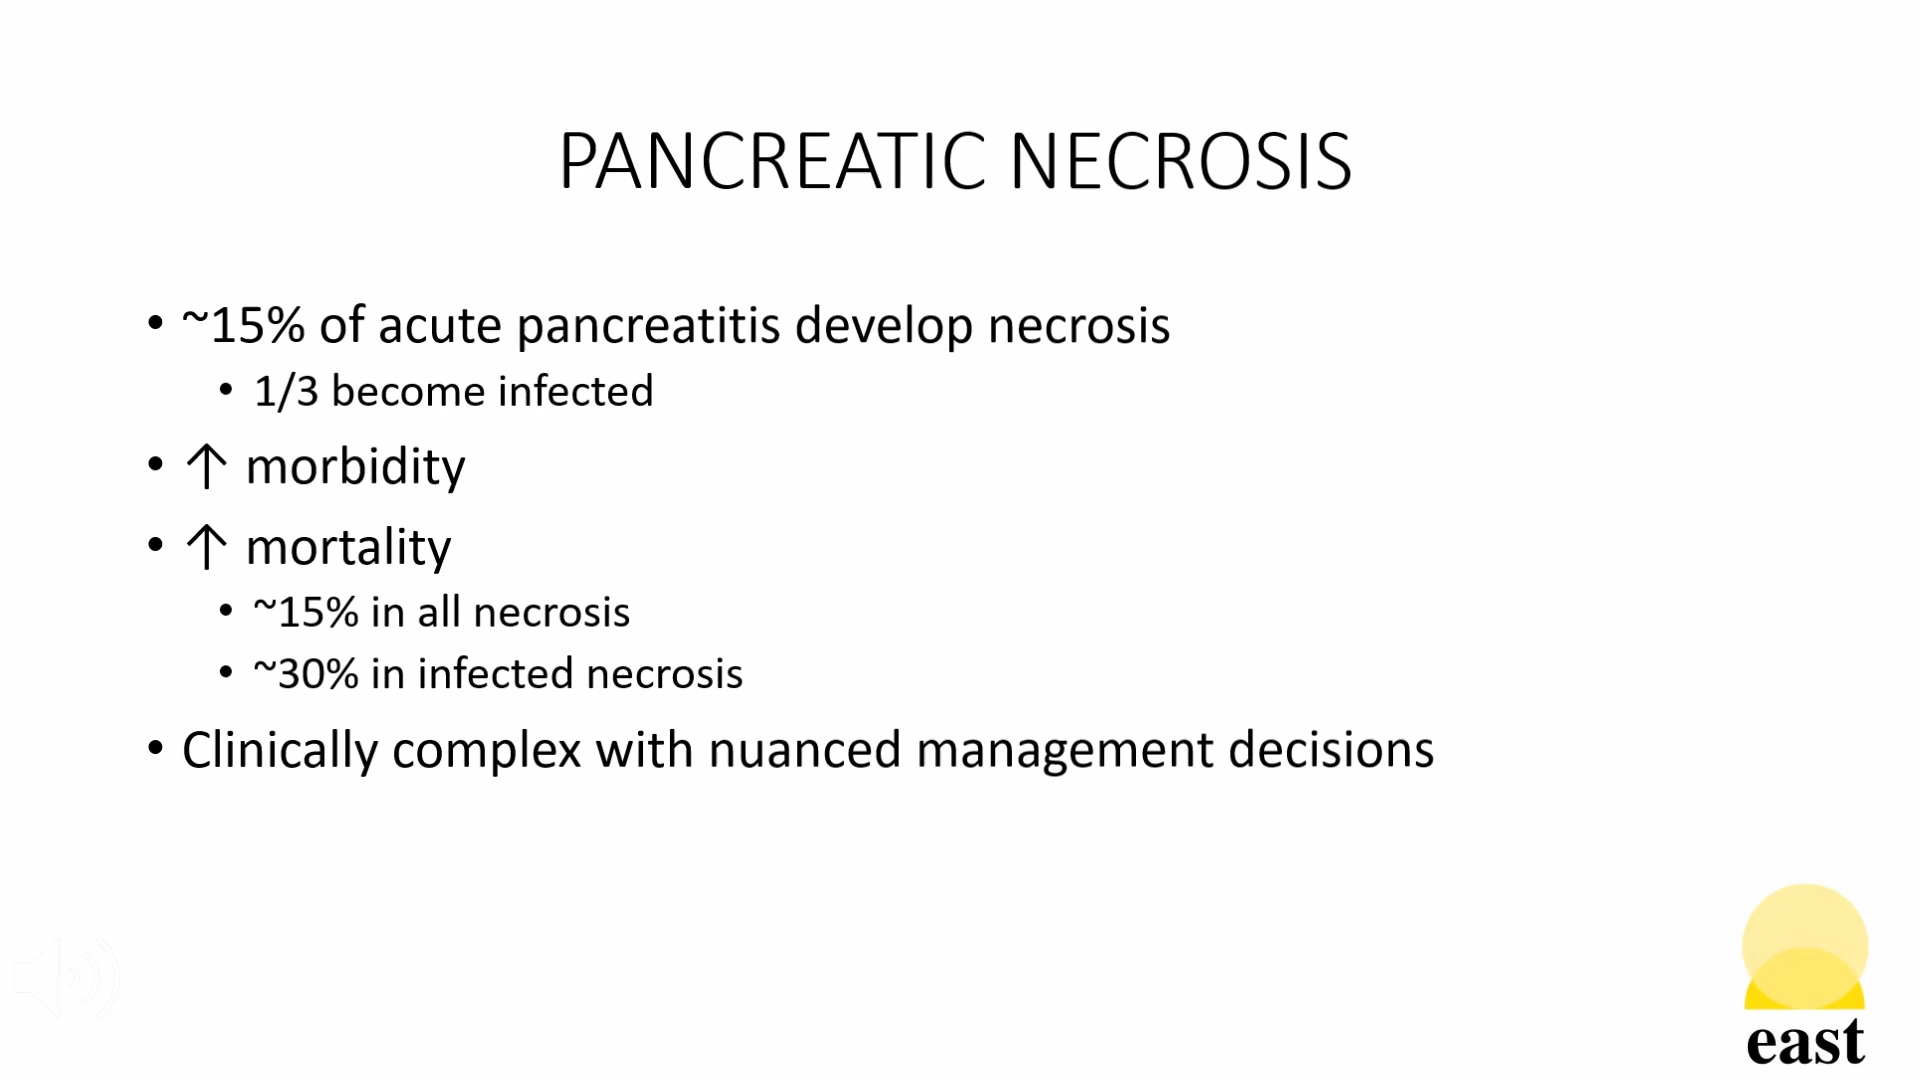 PANCREATIC NECROSIS
• ~15% of acute pancreatitis develop necrosis
• 1/3 become infected
• ↑ morbidity
• ↑ mortality
• ~15% in all necrosis
• ~30% in infected necrosis
• Clinically complex with nuanced management decisions
east